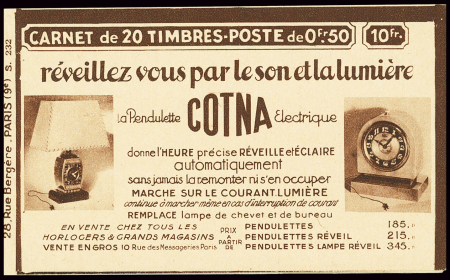 CARNET de 20 TIMBRES-POSTE de 0Fr.50 10Fr.
réveillez vous par le son et la lumière
la Pendulette COTNA Electrique
donne l'HEURE précise RÉVEILLE et ÉCLAIRE
automatiquement
sans jamais la remonter ni s'en occuper
MARCHE SUR LE COURANT LUMIÈRE
continue à marcher même en cas d'interruption de courant
REMPLACE lampe de chevet et de bureau
EN VENTE CHEZ TOUS LES
HORLOGERS & GRANDS MAGASINS
VENTE EN GROS 10 Rue des Messageries Paris
PRIX
A
PARTIR
DE
PENDULETTES 185.
PENDULETTES RÉVEIL 215.
PENDULETTES LAMPE RÉVEIL 345.
28, Rue Bergère. PARIS (9e) S. 232